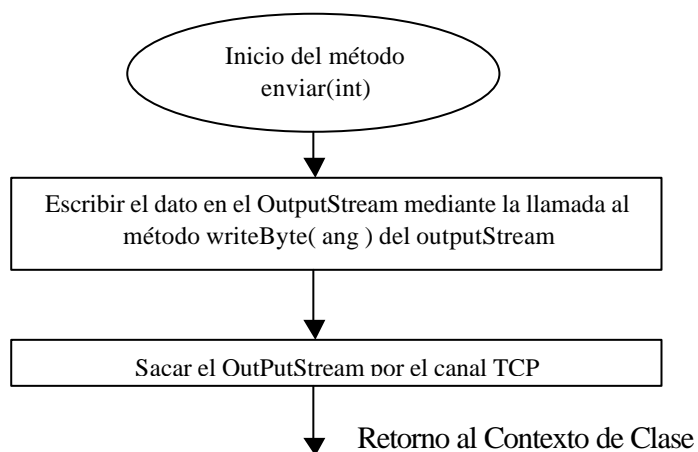 Inicio del método
enviar(int)
Escribir el dato en el OutputStream mediante la llamada al
método writeByte( ang ) del outputStream
Sacar el OutPutStream por el canal TCP
Retorno al Contexto de Clase